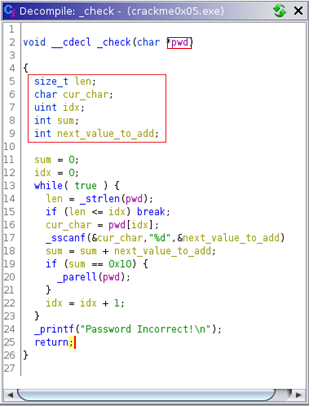 Decompile: _check - (crackme0x05.exe)
1
2 void __cdecl _check(char *pwd)
3
4 {
5 size_t len;
6 char cur_char;
7 uint idx;
8 int sum;
9 int next_value_to_add;
10
11 sum = 0;
12 idx = 0;
13 while( true ) {
14 len = _strlen(pwd);
15 if (len <= idx) break;
16 cur_char = pwd[idx];
17 _sscanf(&cur_char,"%d",&next_value_to_add)
18 sum = sum + next_value_to_add;
19 if (sum == 0x10) {
20 _parell(pwd);
21 }
22 idx = idx + 1;
23 }
24 _printf("Password Incorrect!\n");
25 return;
26 }
27